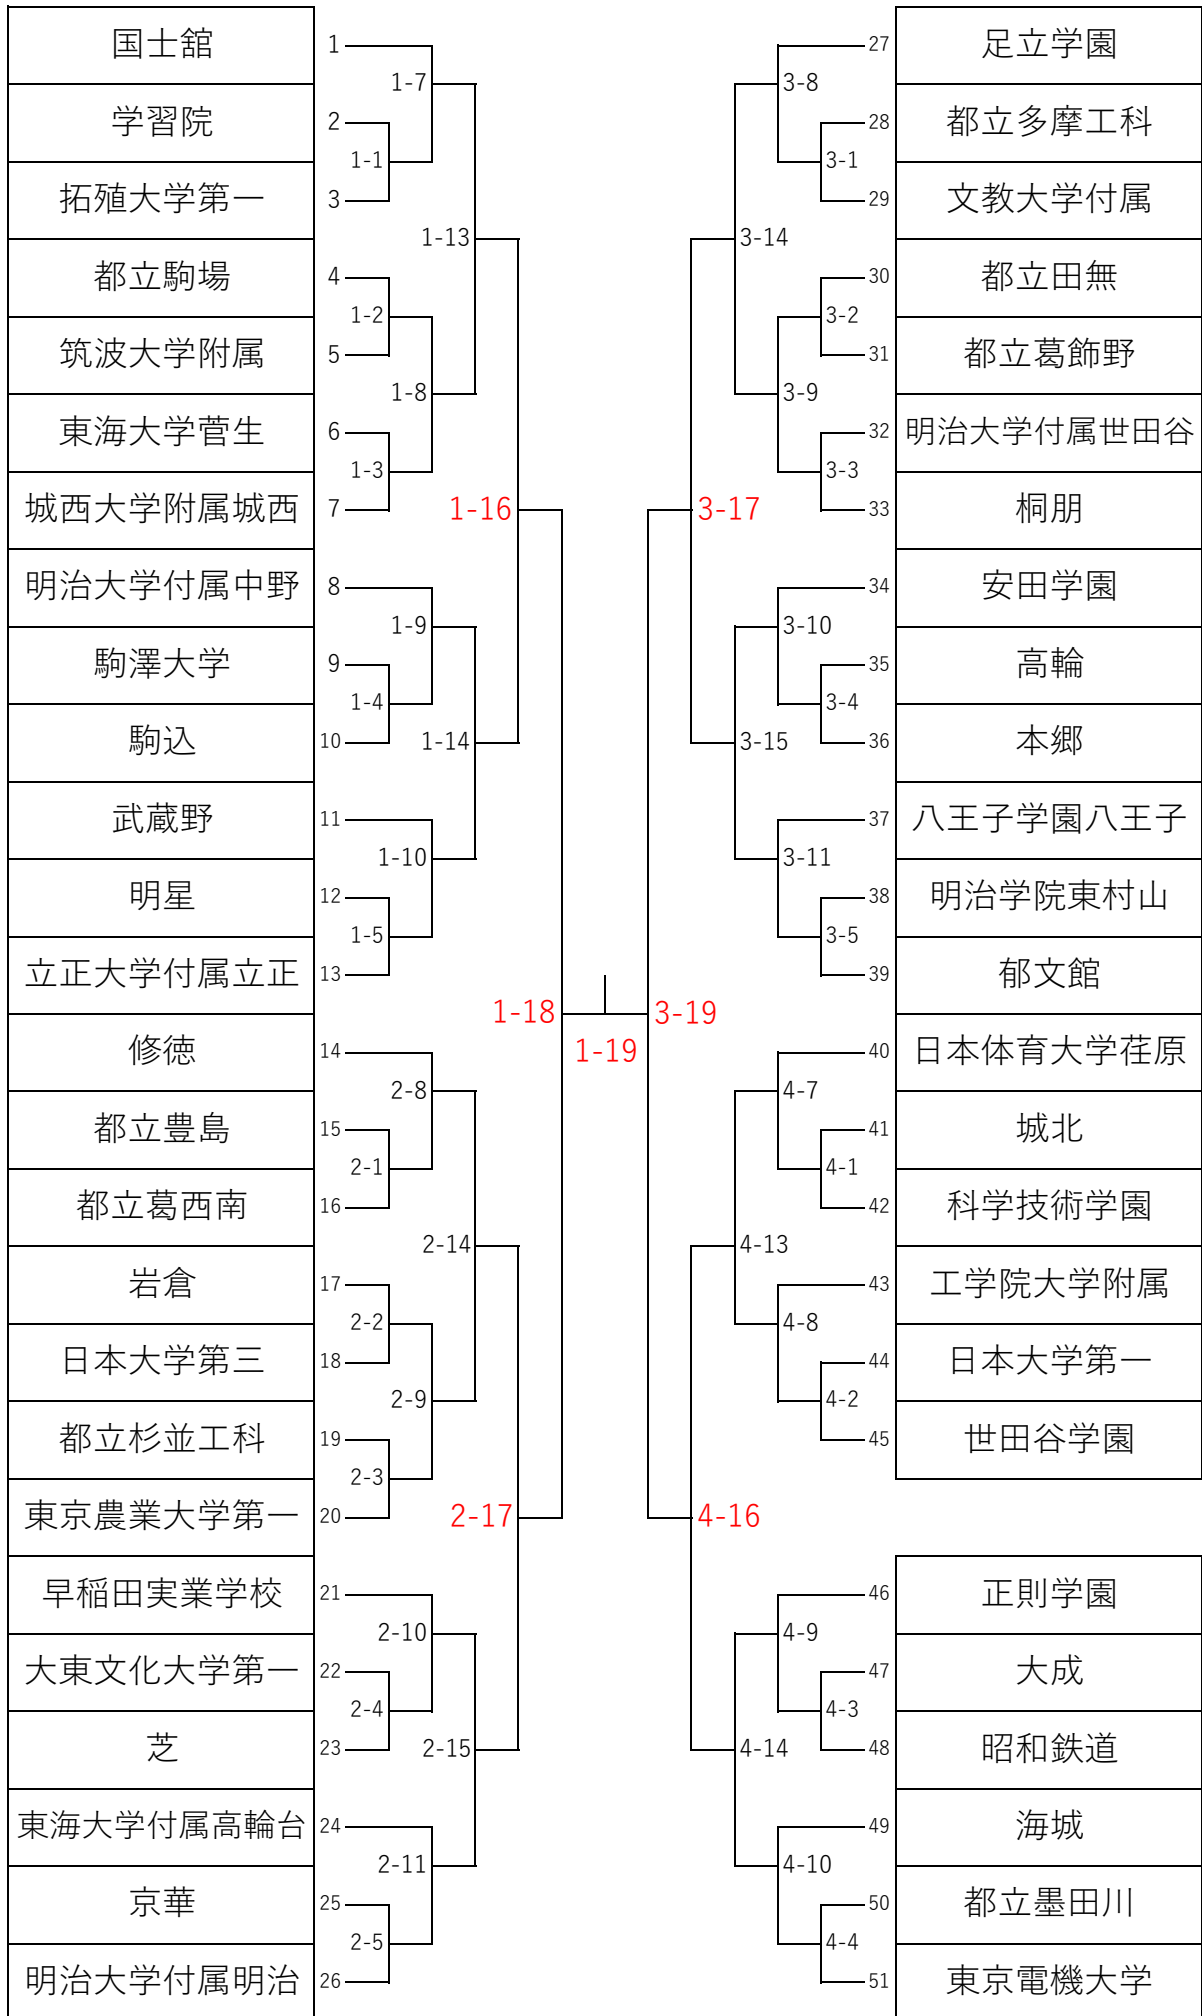 国士舘 1
1-7
学習院 2
1-1
拓殖大学第一 3
1-13
都立駒場 4
1-2
筑波大学附属 5
1-8
東海大学菅生 6
1-3
城西大学附属城西 7
1-16
明治大学付属中野 8
1-9
駒澤大学 9
1-4
駒込 10
1-14
武蔵野 11
1-10
明星 12
1-5
立正大学付属立正 13
1-18
修徳 14
2-8
都立豊島 15
2-1
都立葛西南 16
2-14
岩倉 17
2-2
日本大学第三 18
2-9
都立杉並工科 19
2-3
東京農業大学第一 20
2-17
早稲田実業学校 21
2-10
大東文化大学第一 22
2-4
芝 23
2-15
東海大学付属高輪台 24
2-11
京華 25
2-5
明治大学付属明治 26
1-19
27 足立学園
3-8
28 都立多摩工科
3-1
29 文教大学付属
3-14
30 都立田無
3-2
31 都立葛飾野
3-9
32 明治大学付属世田谷
3-3
33 桐朋
3-17
34 安田学園
3-10
35 高輪
3-4
36 本郷
3-15
37 八王子学園八王子
3-11
38 明治学院東村山
3-5
39 郁文館
3-19
40 日本体育大学荏原
4-7
41 城北
4-1
42 科学技術学園
4-13
43 工学院大学附属
4-8
44 日本大学第一
4-2
45 世田谷学園
4-16
46 正則学園
4-9
47 大成
4-3
48 昭和鉄道
4-14
49 海城
4-10
50 都立墨田川
4-4
51 東京電機大学